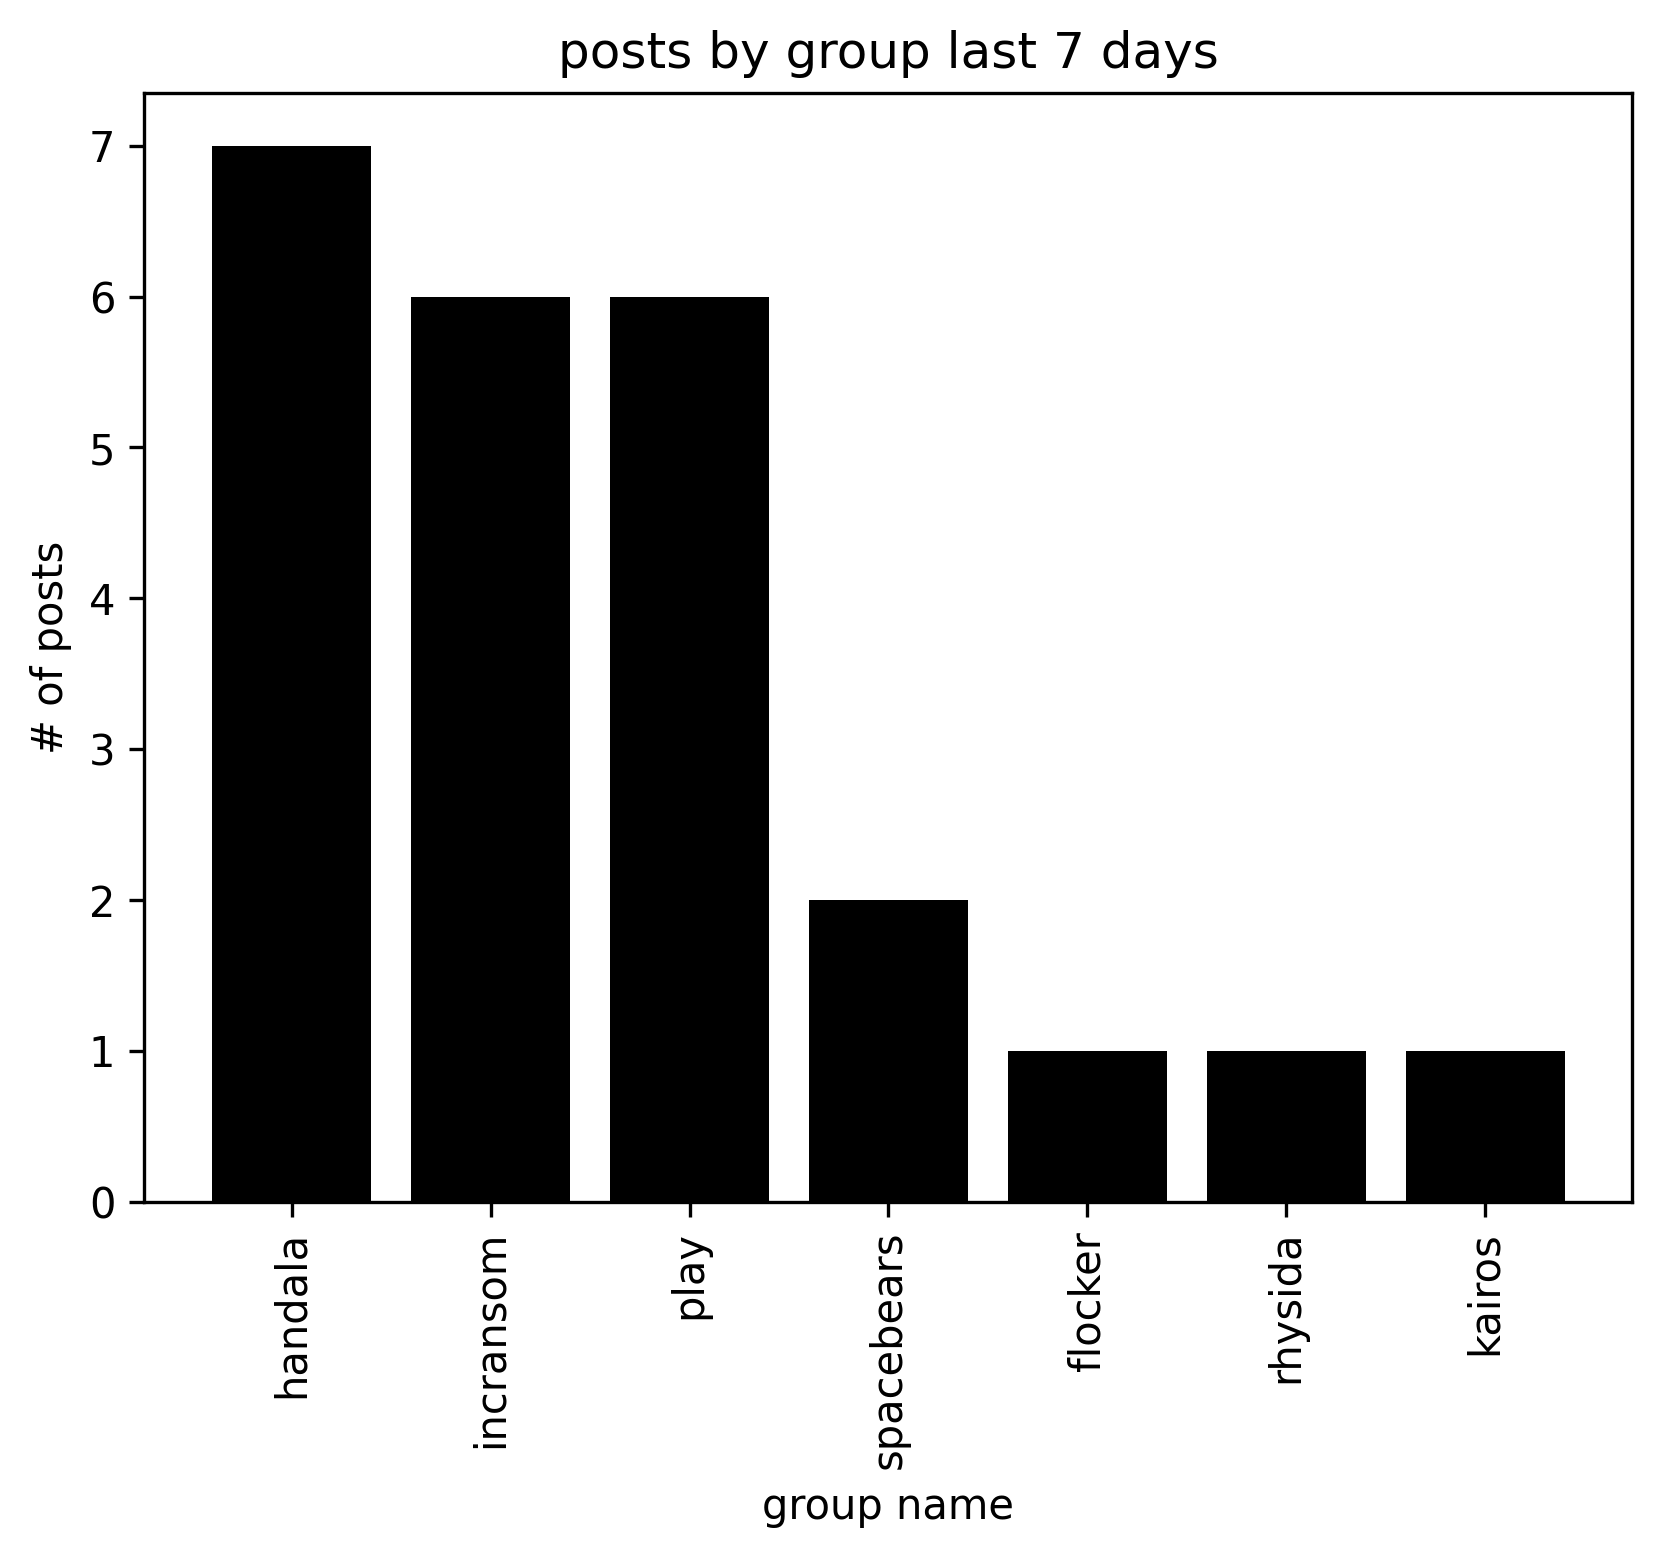 posts by group last 7 days
7
6
5
4
3
2
1
0
# of posts
handala
incransom
play
spacebears
flocker
rhysida
kairos
group name